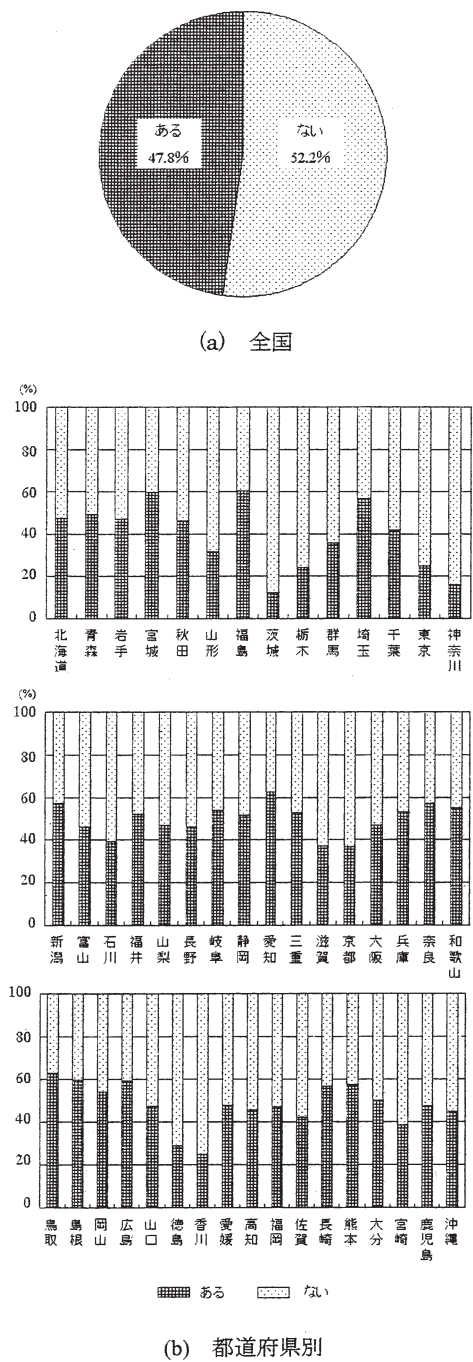 ある
47.8%
ない
52.2%
(a) 全国
(%)
100
80
60
40
20
0
北海道
青森
岩手
宮城
秋田
山形
福島
茨城
栃木
群馬
埼玉
千葉
東京
神奈川
(%)
100
80
60
40
20
0
新潟
富山
石川
福井
山梨
長野
岐阜
静岡
愛知
三重
滋賀
京都
大阪
兵庫
奈良
和歌山
100
80
60
40
20
0
鳥取
島根
岡山
広島
山口
徳島
香川
愛媛
高知
福岡
佐賀
長崎
熊本
大分
宮崎
鹿児島
沖縄
ある ない
(b) 都道府県別